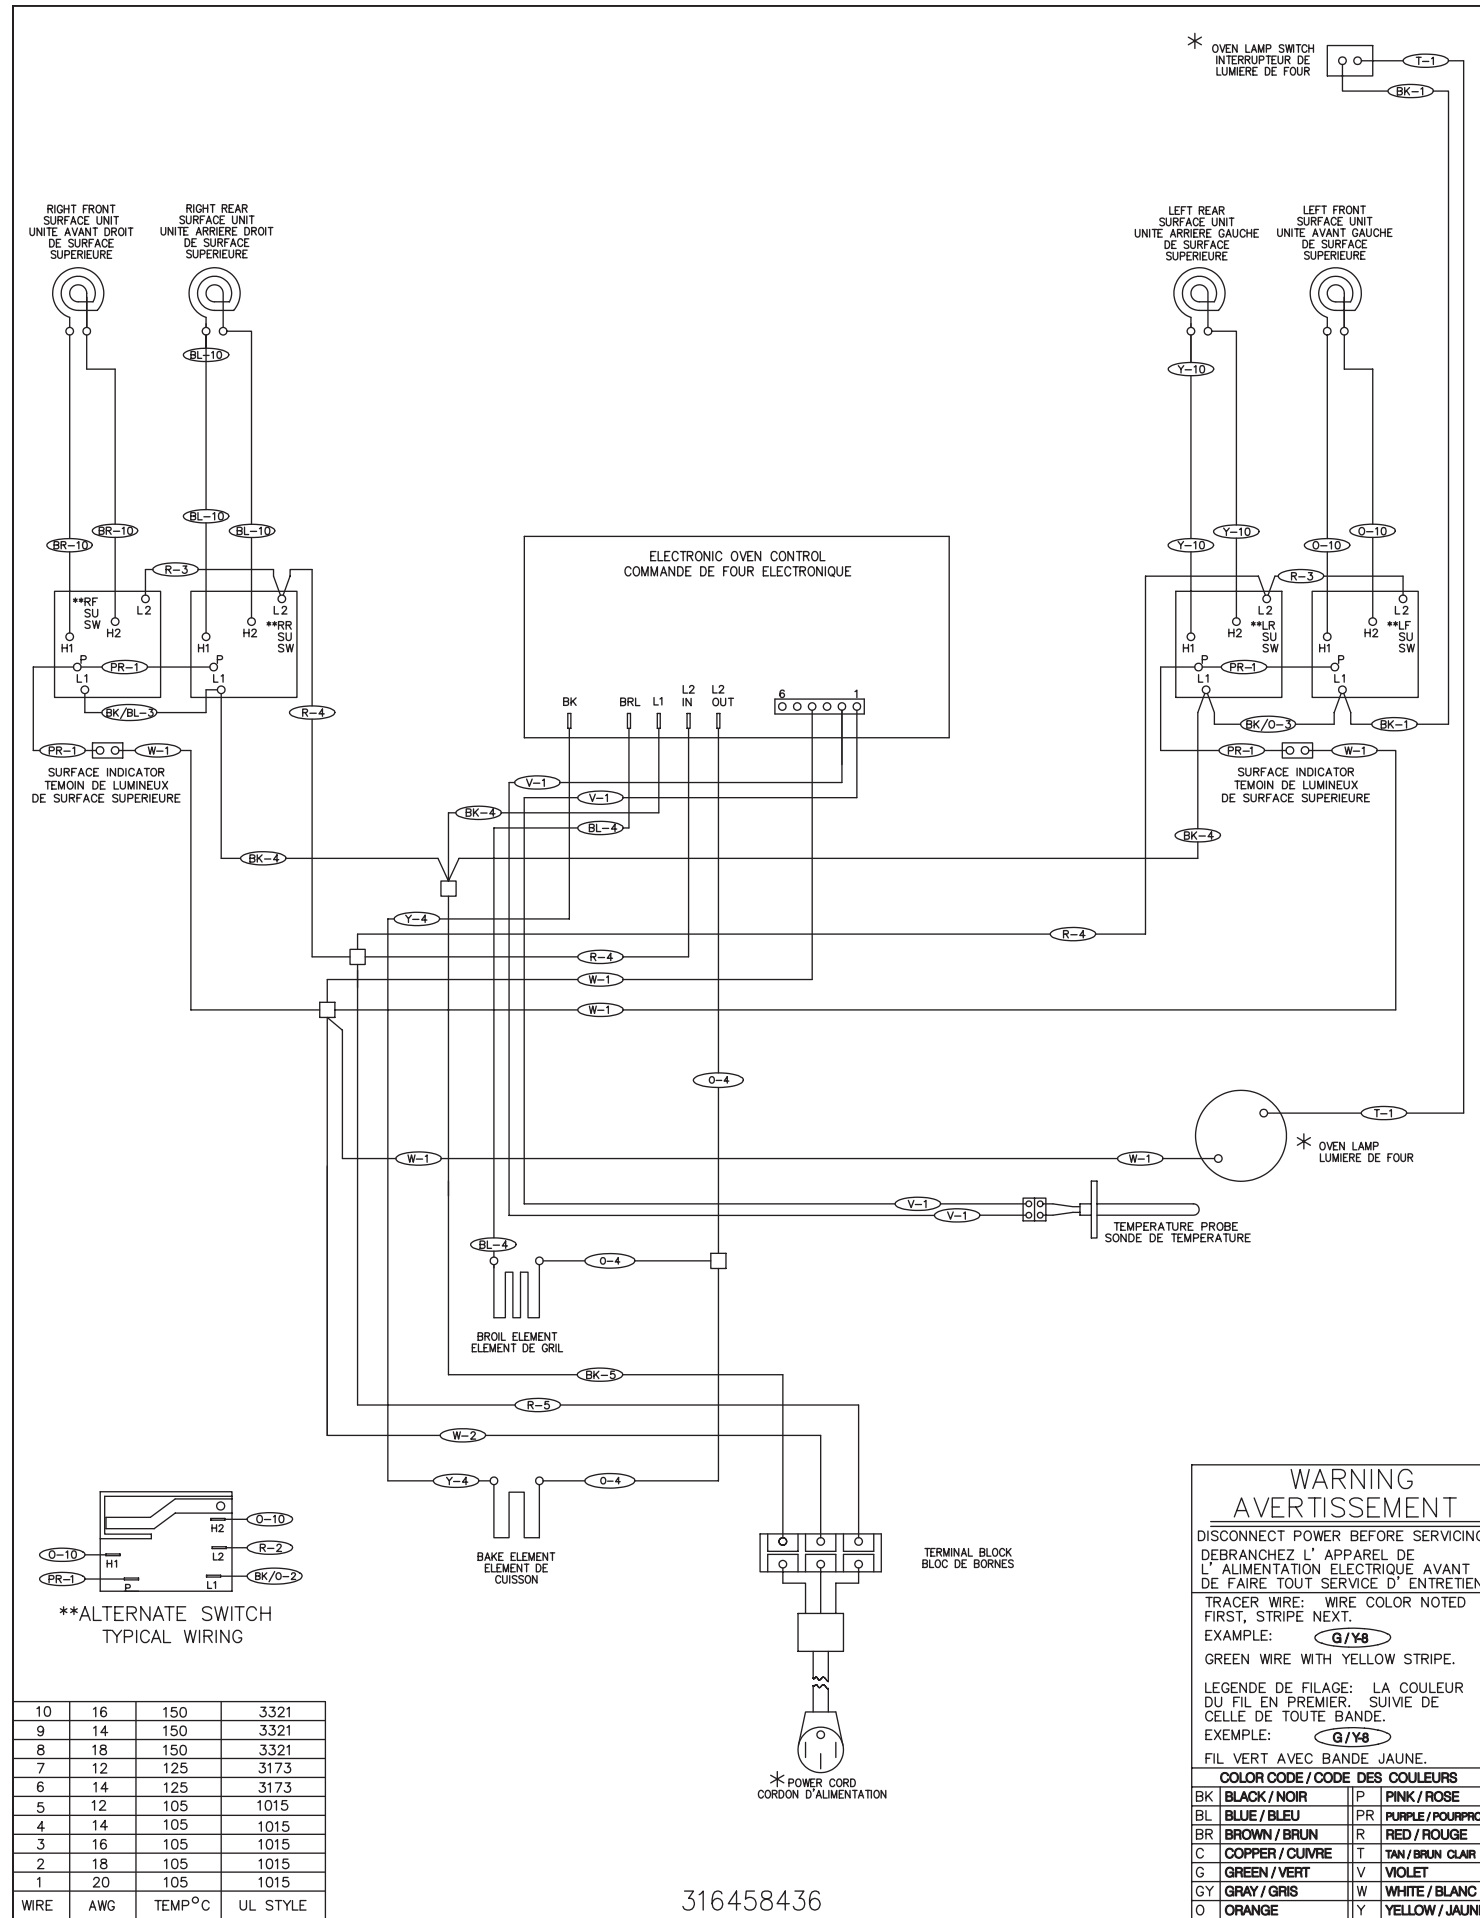 OVEN LAMP SWITCH
INTERRUPTEUR DE
LUMIERE DE FOUR
T-1
BK-1
RIGHT FRONT
SURFACE UNIT
UNITE AVANT DROIT
DE SURFACE
SUPERIEURE
RIGHT REAR
SURFACE UNIT
UNITE ARRIERE DROIT
DE SURFACE
SUPERIEURE
LEFT REAR
SURFACE UNIT
UNITE ARRIERE GAUCHE
DE SURFACE
SUPERIEURE
LEFT FRONT
SURFACE UNIT
UNITE AVANT GAUCHE
DE SURFACE
SUPERIEURE
BL-10
Y-10
BR-10
BR-10
BL-10
BL-10
Y-10
Y-10
O-10
O-10
R-3
R-3
**RF
SU
SW
H1
H2
L2
P
L1
**RR
SU
SW
H1
H2
L2
P
L1
PR-1
BK/BL-3
R-4
PR-1
W-1
SURFACE INDICATOR
TEMOIN DE LUMINEUX
DE SURFACE SUPERIEURE
ELECTRONIC OVEN CONTROL
COMMANDE DE FOUR ELECTRONIQUE
BK
BRL
L1
L2
IN
L2
OUT
6
1
**LR
SU
SW
H1
H2
L2
P
L1
**LF
SU
SW
H1
H2
L2
P
L1
PR-1
BK/O-3
BK-1
PR-1
W-1
SURFACE INDICATOR
TEMOIN DE LUMINEUX
DE SURFACE SUPERIEURE
V-1
V-1
BK-4
BL-4
BK-4
BK-4
Y-4
R-4
R-4
W-1
W-1
O-4
T-1
OVEN LAMP
LUMIERE DE FOUR
W-1
W-1
V-1
V-1
TEMPERATURE PROBE
SONDE DE TEMPERATURE
BL-4
O-4
BROIL ELEMENT
ELEMENT DE GRIL
BK-5
R-5
W-2
Y-4
O-4
BAKE ELEMENT
ELEMENT DE
CUISSON
TERMINAL BLOCK
BLOC DE BORNES
POWER CORD
CORDON D'ALIMENTATION
H2
O-10
L2
R-2
L1
BK/O-2
O-10
H1
PR-1
P
**ALTERNATE SWITCH
TYPICAL WIRING
10 16 150 3321
9 14 150 3321
8 18 150 3321
7 12 125 3173
6 14 125 3173
5 12 105 1015
4 14 105 1015
3 16 105 1015
2 18 105 1015
1 20 105 1015
WIRE AWG TEMP°C UL STYLE
316458436
WARNING
AVERTISSEMENT
DISCONNECT POWER BEFORE SERVICING
DEBRANCHEZ L' APPAREL DE
L' ALIMENTATION ELECTRIQUE AVANT
DE FAIRE TOUT SERVICE D' ENTRETIEN
TRACER WIRE: WIRE COLOR NOTED
FIRST, STRIPE NEXT.
EXAMPLE: G/Y-8
GREEN WIRE WITH YELLOW STRIPE.
LEGENDE DE FILAGE: LA COULEUR
DU FIL EN PREMIER. SUIVIE DE
CELLE DE TOUTE BANDE.
EXEMPLE: G/Y-8
FIL VERT AVEC BANDE JAUNE.
COLOR CODE / CODE DES COULEURS
BK BLACK / NOIR P PINK / ROSE
BL BLUE / BLEU PR PURPLE / POURPRO
BR BROWN / BRUN R RED / ROUGE
C COPPER / CUIVRE T TAN / BRUN CLAIR
G GREEN / VERT V VIOLET
GY GRAY / GRIS W WHITE / BLANC
O ORANGE Y YELLOW / JAUN